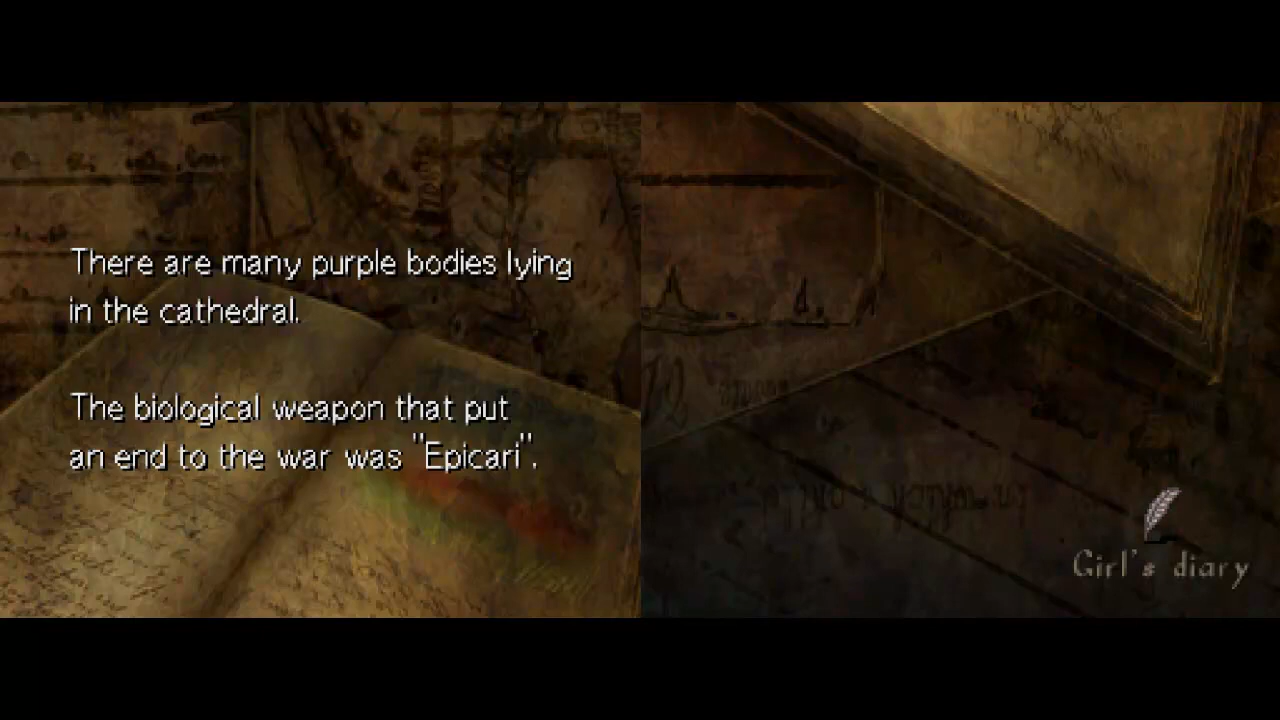 There are many purple bodies lying
in the cathedral.
The biological weapon that put
an end to the war was "Epicari".
Girl's diary